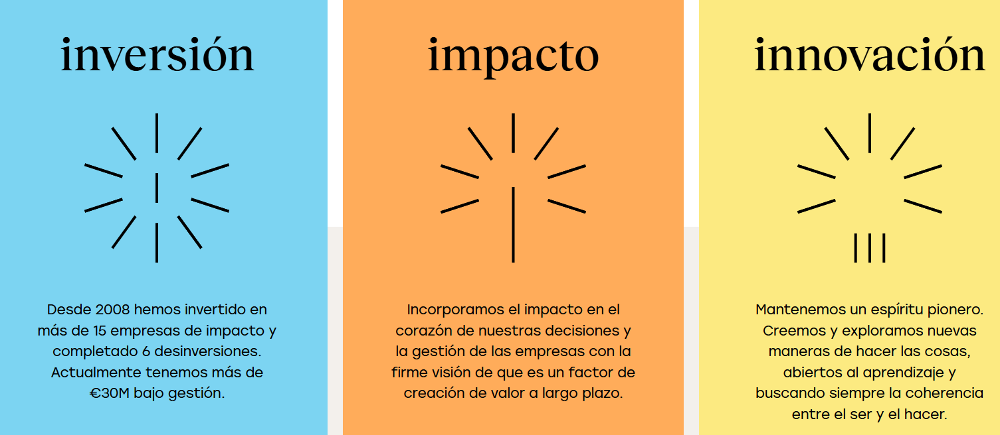 inversión
Desde 2008 hemos invertido en
más de 15 empresas de impacto y
completado 6 desinversiones.
Actualmente tenemos más de
€30M bajo gestión.
impacto
Incorporamos el impacto en el
corazón de nuestras decisiones y
la gestión de las empresas con la
firme visión de que es un factor de
creación de valor a largo plazo.
innovación
Mantenemos un espíritu pionero.
Creemos y exploramos nuevas
maneras de hacer las cosas,
abiertos al aprendizaje y
buscando siempre la coherencia
entre el ser y el hacer.